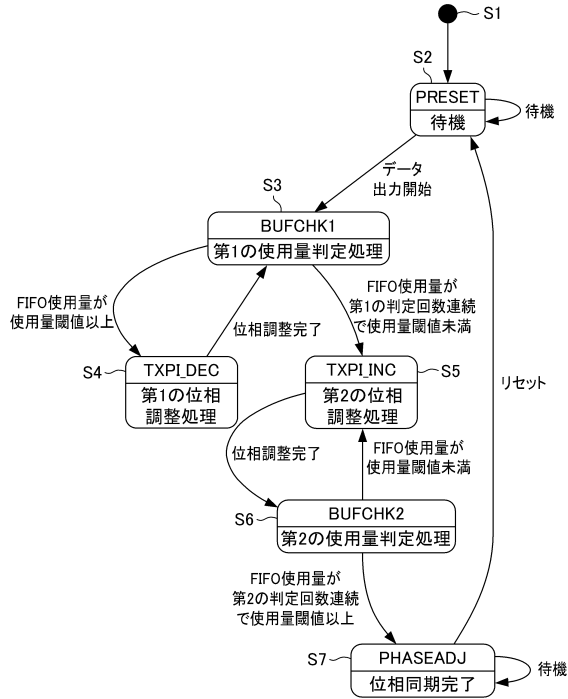 S1
S2
PRESET
待機
待機
データ
出力開始
S3
BUFCHK1
第1の使用量判定処理
FIFO使用量が
使用量閾値以上
位相調整完了
FIFO使用量が
第1の判定回数連続
で使用量閾値未満
S4
TXPI_DEC
第1の位相
調整処理
TXPI_INC
第2の位相
調整処理
S5
リセット
位相調整完了
FIFO使用量が
使用量閾値未満
S6
BUFCHK2
第2の使用量判定処理
FIFO使用量が
第2の判定回数連続
で使用量閾値以上
S7
PHASEADJ
位相同期完了
待機